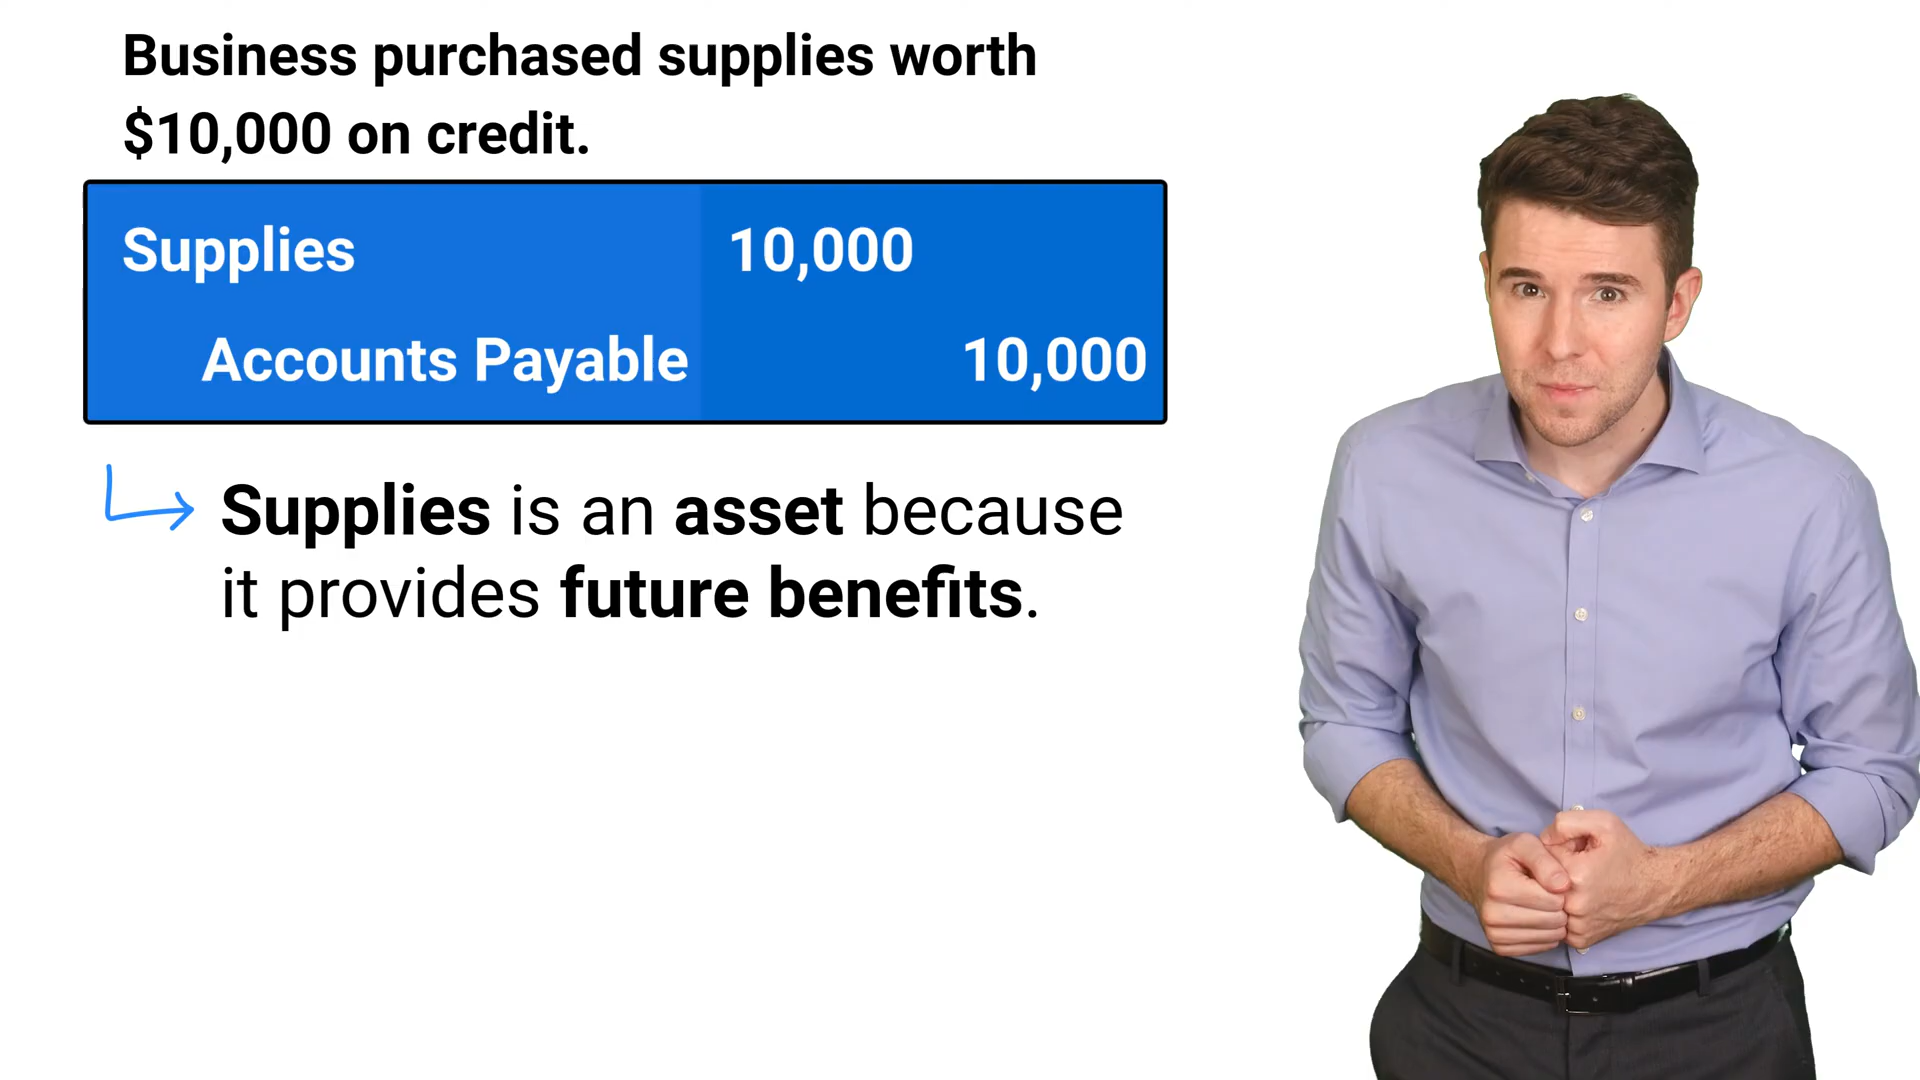 Business purchased supplies worth
$10,000 on credit.
Supplies 10,000
Accounts Payable 10,000
Supplies is an asset because
it provides future benefits.